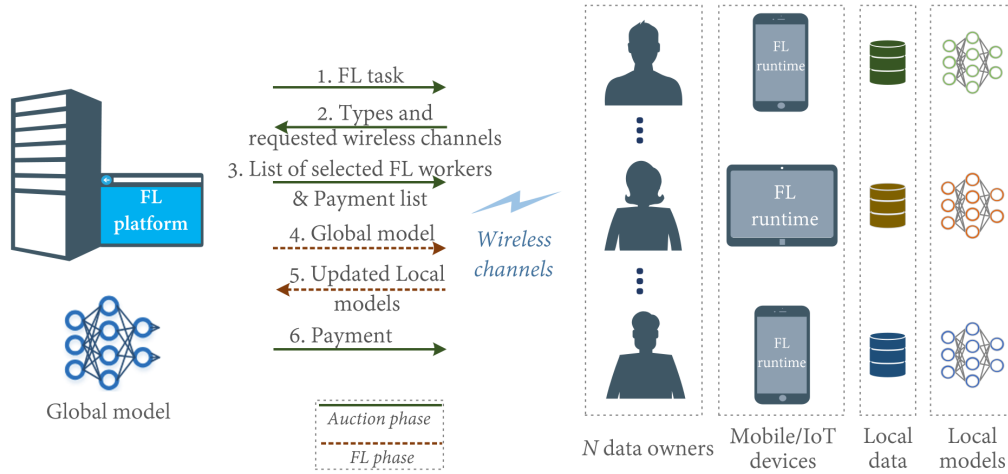 1. FL task
2. Types and
requested wireless channels
3. List of selected FL workers
& Payment list
4. Global model
5. Updated Local
models
6. Payment
FL
platform
Global model
Auction phase
FL phase
Wireless
channels
FL
runtime
FL
runtime
FL
runtime
N data owners
Mobile/IoT
devices
Local
data
Local
models